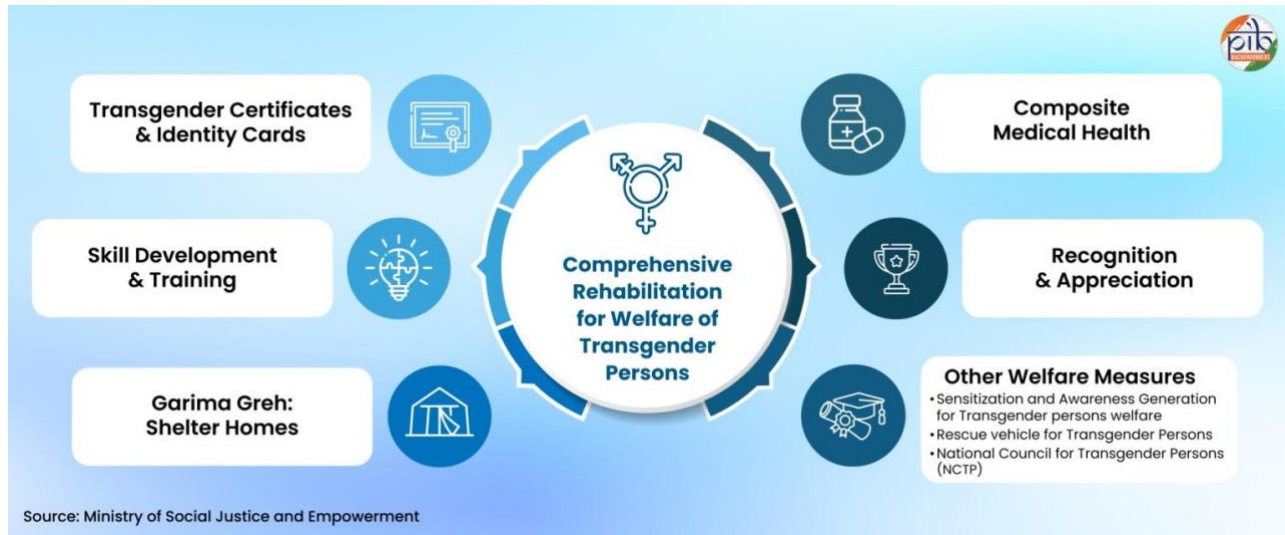 पिब
BACKGROUNDERS
Transgender Certificates
& Identity Cards
Skill Development
& Training
Garima Greh:
Shelter Homes
Comprehensive
Rehabilitation
for Welfare of
Transgender
Persons
Composite
Medical Health
Recognition
& Appreciation
Other Welfare Measures
• Sensitization and Awareness Generation
for Transgender persons welfare
• Rescue vehicle for Transgender Persons
• National Council for Transgender Persons
(NCTP)
Source: Ministry of Social Justice and Empowerment